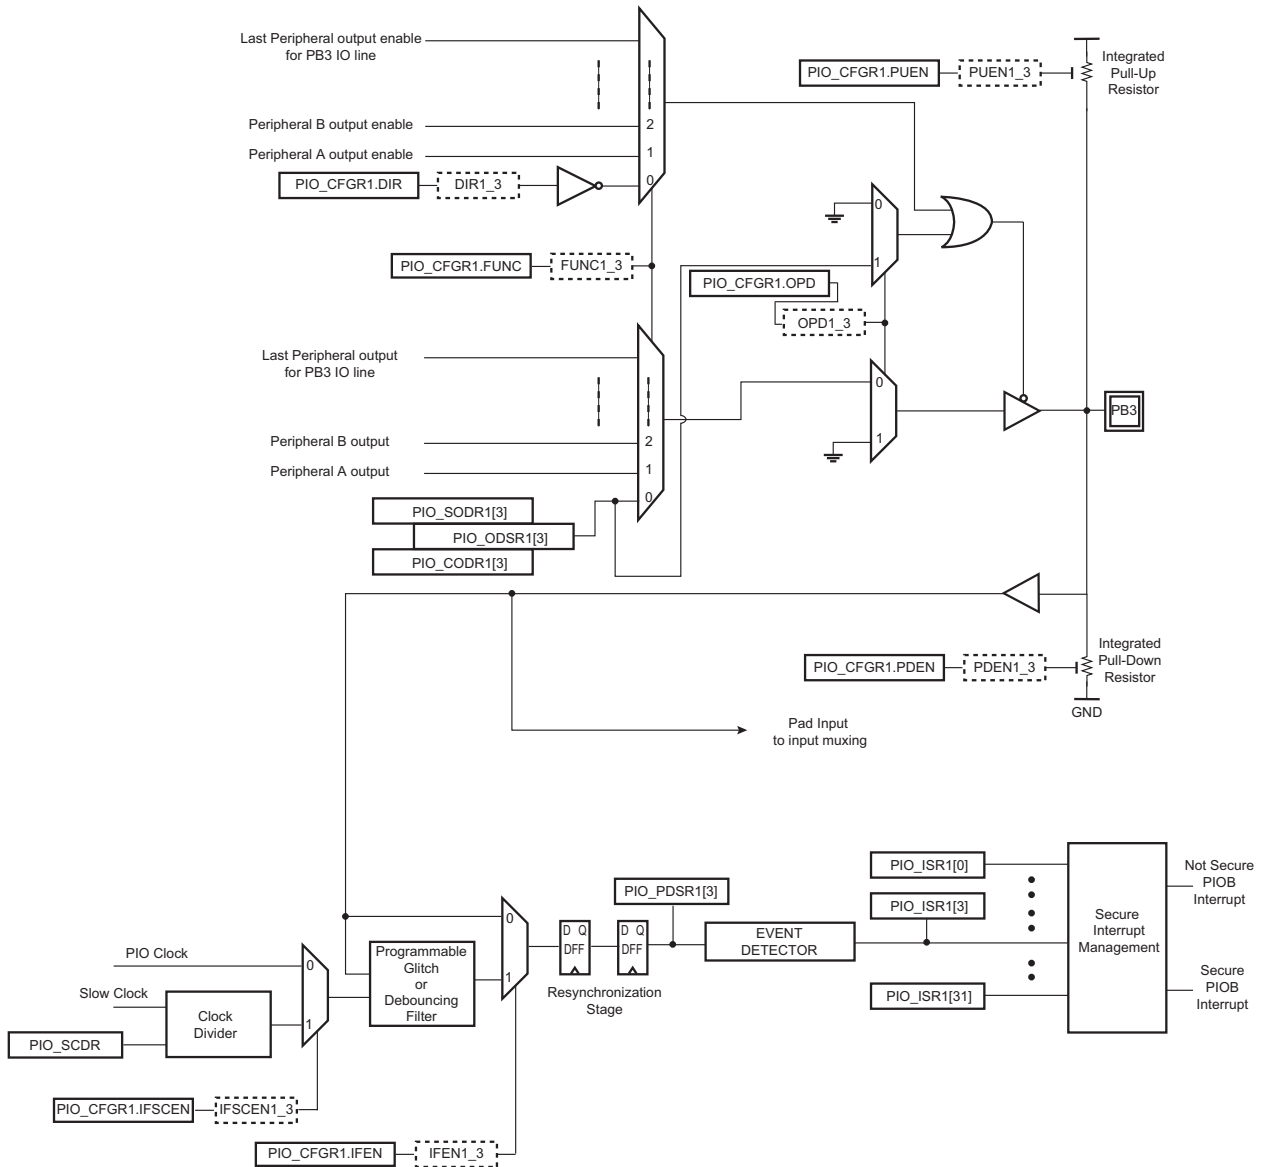 Last Peripheral output enable
for PB3 IO line
Peripheral B output enable
Peripheral A output enable
2
1
0
PIO_CFGR1.DIR
DIR1_3
PIO_CFGR1.PUEN
PUEN1_3
Integrated
Pull-Up
Resistor
PIO_CFGR1.FUNC
FUNC1_3
0
1
PIO_CFGR1.OPD
OPD1_3
Last Peripheral output
for PB3 IO line
Peripheral B output
Peripheral A output
2
1
0
0
1
PB3
PIO_SODR1[3]
PIO_ODSR1[3]
PIO_CODR1[3]
PIO_CFGR1.PDEN
PDEN1_3
Integrated
Pull-Down
Resistor
GND
Pad Input
to input muxing
PIO_ISR1[0]
PIO_ISR1[3]
PIO_ISR1[31]
Secure
Interrupt
Management
Not Secure
PIOB
Interrupt
Secure
PIOB
Interrupt
PIO_PDSR1[3]
EVENT
DETECTOR
D Q
DFF
D Q
DFF
Resynchronization
Stage
0
1
Programmable
Glitch
or
Debouncing
Filter
PIO Clock
Slow Clock
Clock
Divider
PIO_SCDR
0
1
PIO_CFGR1.IFSCEN
IFSCEN1_3
PIO_CFGR1.IFEN
IFEN1_3